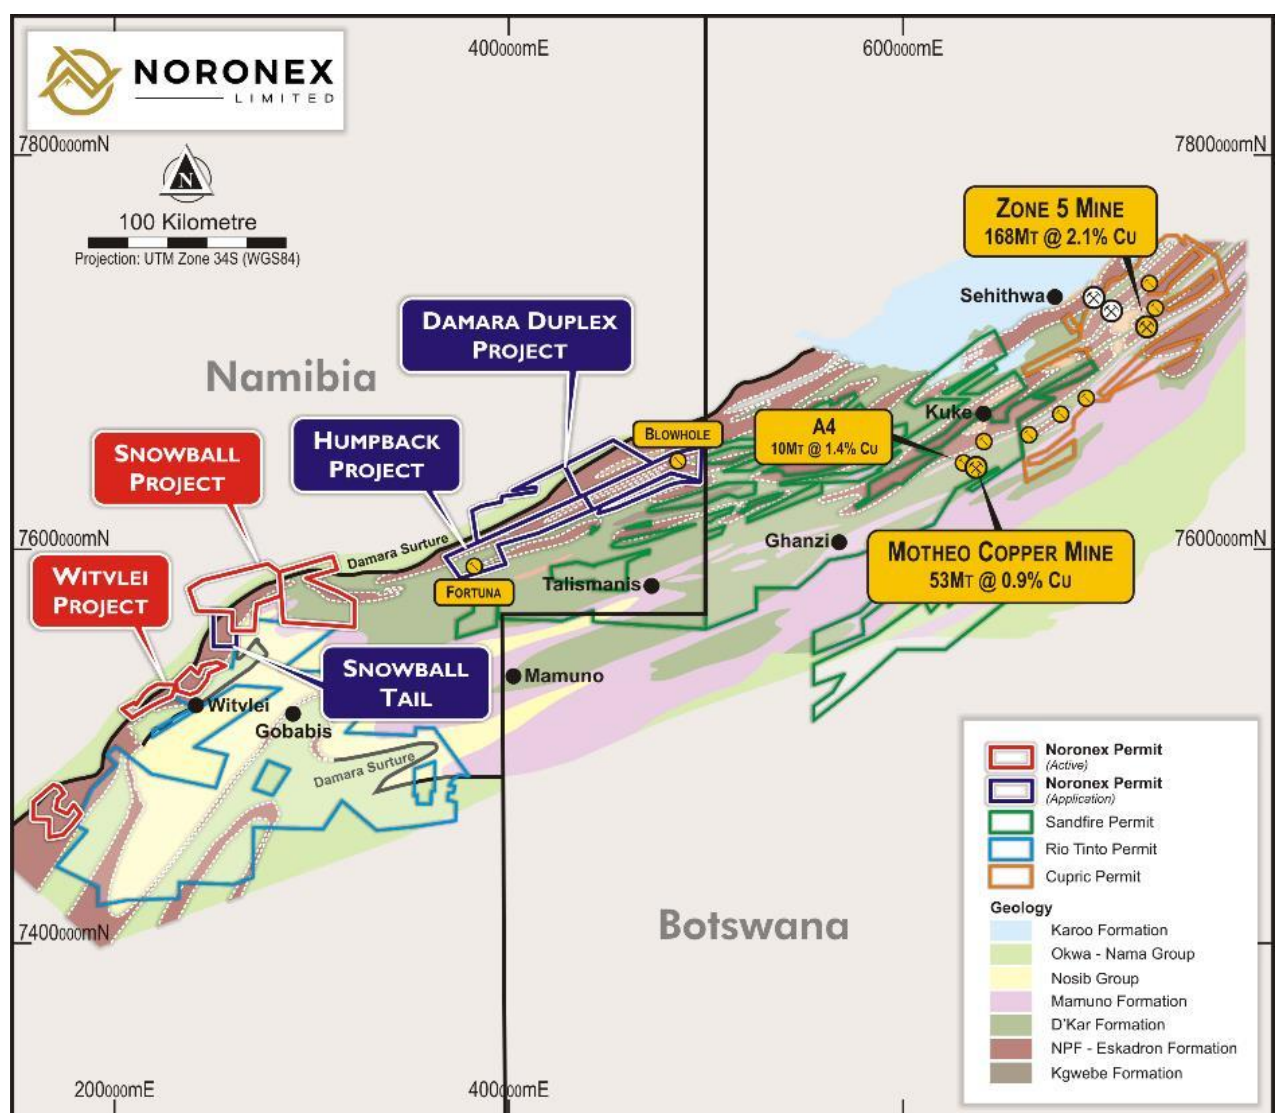 NORONEX
LIMITED
400000mE
600000mE
7800000mN
7800000mN
N
100 Kilometre
Projection: UTM Zone 34S (WGS84)
ZONE 5 MINE
168MT @ 2.1% CU
Sehithwa
DAMARA DUPLEX
PROJECT
Namibia
HUMPBACK
PROJECT
SNOWBALL
PROJECT
BLOWHOLE
A4
10MT @ 1.4% CU
Kuke
7600000mN
7600000mN
Damara Surture
Ghanzi
MOTHEO COPPER MINE
53MT @ 0.9% CU
WITVLEI
PROJECT
FORTUNA
Talismanis
SNOWBALL
TAIL
Mamuno
Witvlei
Gobabis
Damara Surture
7400000mN
Botswana
200000mE
400000mE
Noronex Permit
(Active)
Noronex Permit
(Application)
Sandfire Permit
Rio Tinto Permit
Cupric Permit
Geology
Karoo Formation
Okwa - Nama Group
Nosib Group
Mamuno Formation
D'Kar Formation
NPF - Eskadron Formation
Kgwebe Formation